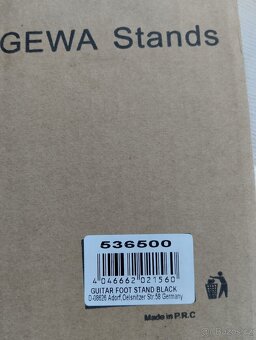 GEWA Stands
536500
4 046662 021560
GUITAR FOOT STAND BLACK
D-08626 Adorf, Oelsnitzer Str.58 Germany
Made in P.R.C